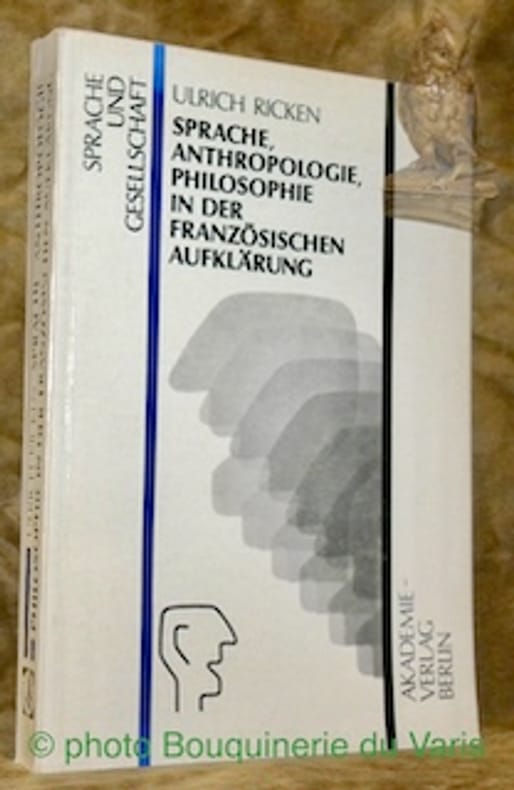 SPRACHE
UND
GESELLSCHAFT
ULRICH RICKEN
SPRACHE,
ANTHROPOLOGIE,
PHILOSOPHIE
IN DER
FRANZÖSISCHEN
AUFKLÄRUNG
AKADEMIE-
VERLAG
BERLIN
© photo Bouquinerie du Varis